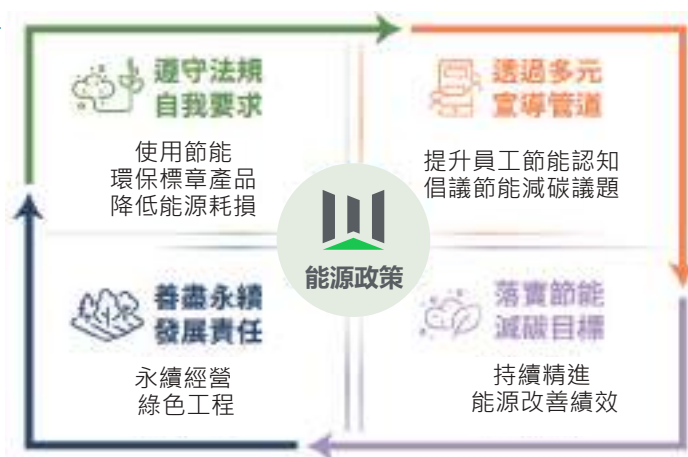 遵守法規
自我要求
使用節能
環保標章產品
降低能源耗損
透過多元
宣導管道
提升員工節能認知
倡議節能減碳議題
能源政策
善盡永續
發展責任
永續經營
綠色工程
落實節能
減碳目標
持續精進
能源改善績效